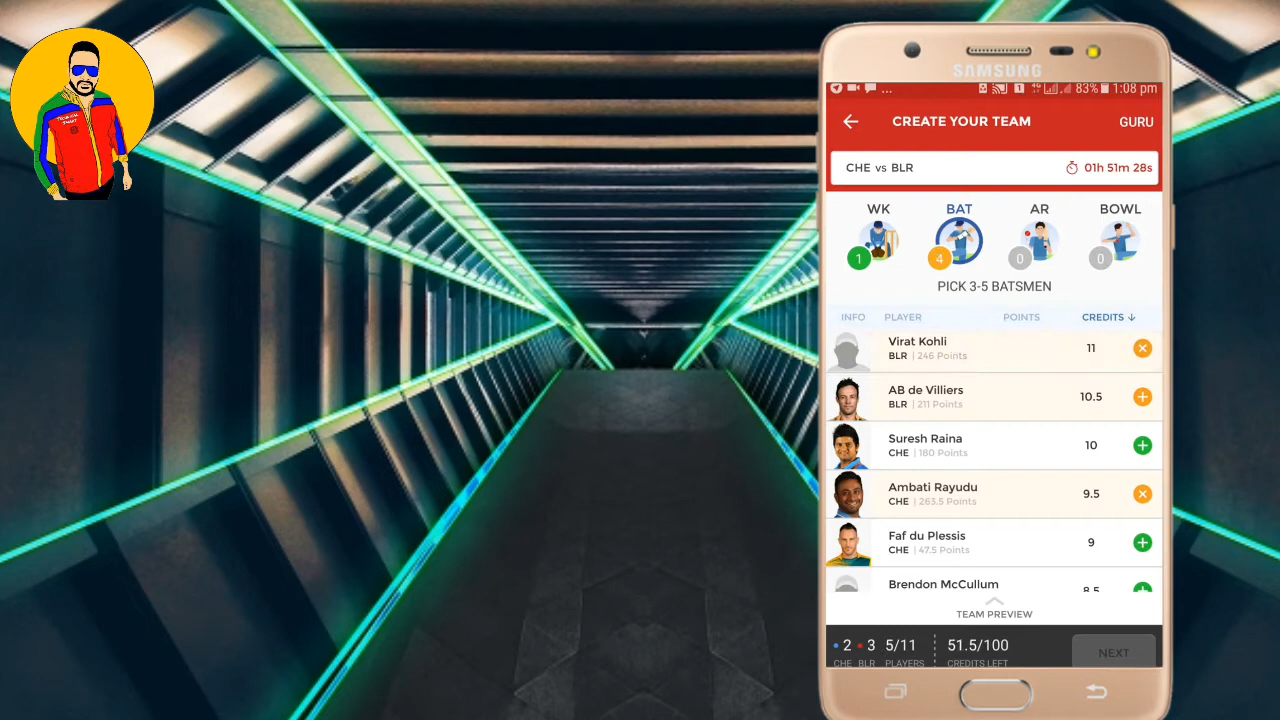 SAMSUNG
... 4G 83% 1:08 pm
CREATE YOUR TEAM GURU
CHE vs BLR 01h 51m 28s
WK BAT AR BOWL
1 4 0 0
PICK 3-5 BATSMEN
INFO PLAYER POINTS CREDITS ↓
Virat Kohli
BLR | 246 Points 11
AB de Villiers
BLR | 211 Points 10.5
Suresh Raina
CHE | 180 Points 10
Ambati Rayudu
CHE | 263.5 Points 9.5
Faf du Plessis
CHE | 47.5 Points 9
Brendon McCullum 8.5
TEAM PREVIEW
2 3 5/11 51.5/100 NEXT
CHE BLR PLAYERS CREDITS LEFT